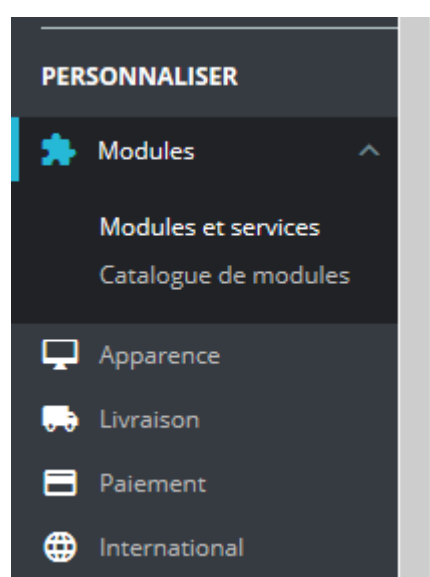 PERSONNALISER
Modules
Modules et services
Catalogue de modules
Apparence
Livraison
Paiement
International